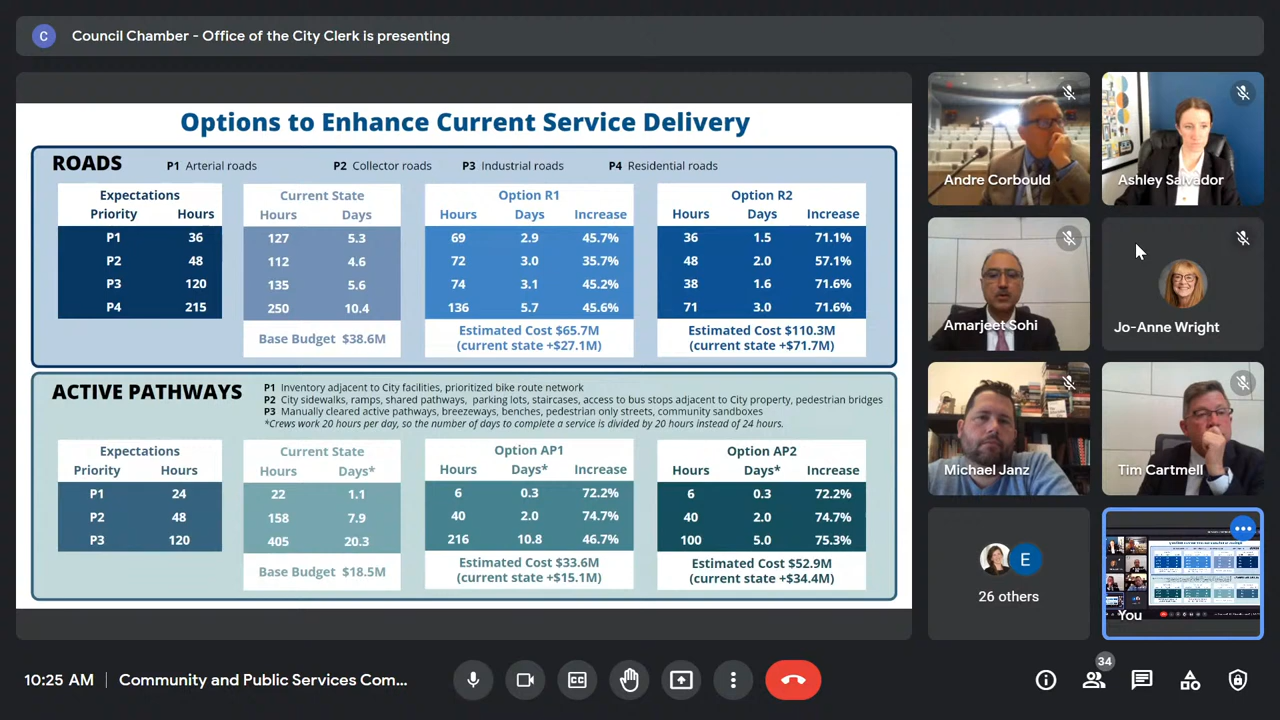 C Council Chamber - Office of the City Clerk is presenting
Options to Enhance Current Service Delivery
ROADS P1 Arterial roads P2 Collector roads P3 Industrial roads P4 Residential roads
Expectations
Priority Hours
P1 36
P2 48
P3 120
P4 215
Current State
Hours Days
127 5.3
112 4.6
135 5.6
250 10.4
Base Budget $38.6M
Option R1
Hours Days Increase
69 2.9 45.7%
72 3.0 35.7%
74 3.1 45.2%
136 5.7 45.6%
Estimated Cost $65.7M
(current state +$27.1M)
Option R2
Hours Days Increase
36 1.5 71.1%
48 2.0 57.1%
38 1.6 71.6%
71 3.0 71.6%
Estimated Cost $110.3M
(current state +$71.7M)
ACTIVE PATHWAYS
P1 Inventory adjacent to City facilities, prioritized bike route network
P2 City sidewalks, ramps, shared pathways, parking lots, staircases, access to bus stops adjacent to City property, pedestrian bridges
P3 Manually cleared active pathways, breezeways, benches, pedestrian only streets, community sandboxes
*Crews work 20 hours per day, so the number of days to complete a service is divided by 20 hours instead of 24 hours.
Expectations
Priority Hours
P1 24
P2 48
P3 120
Current State
Hours Days*
22 1.1
158 7.9
405 20.3
Base Budget $18.5M
Option AP1
Hours Days* Increase
6 0.3 72.2%
40 2.0 74.7%
216 10.8 46.7%
Estimated Cost $33.6M
(current state +$15.1M)
Option AP2
Hours Days* Increase
6 0.3 72.2%
40 2.0 74.7%
100 5.0 75.3%
Estimated Cost $52.9M
(current state +$34.4M)
Andre Corbould
Ashley Salvador
Amarjeet Sohi
Jo-Anne Wright
Michael Janz
Tim Cartmell
E
26 others
You
10:25 AM | Community and Public Services Com...
CC
34